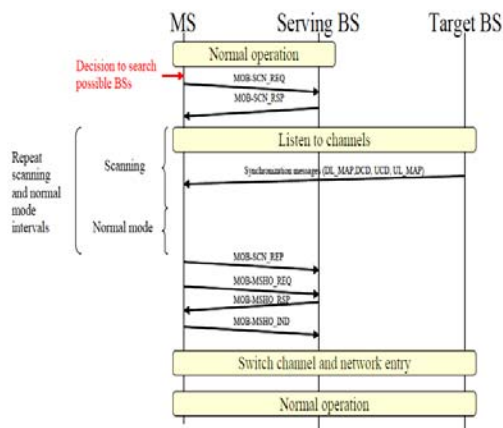 MS
Serving BS
Target BS
Normal operation
Decision to search
possible BSs
MOB-SCN_REQ
MOB-SCN_RSP
Listen to channels
Repeat
scanning
and normal
mode
intervals
Scanning
Synchronization messages (DL_MAP,DCD, UCD, UL_MAP)
Normal mode
MOB-SCN_REP
MOB-MSHO_REQ
MOB-MSHO_RSP
MOB-MSHO_IND
Switch channel and network entry
Normal operation